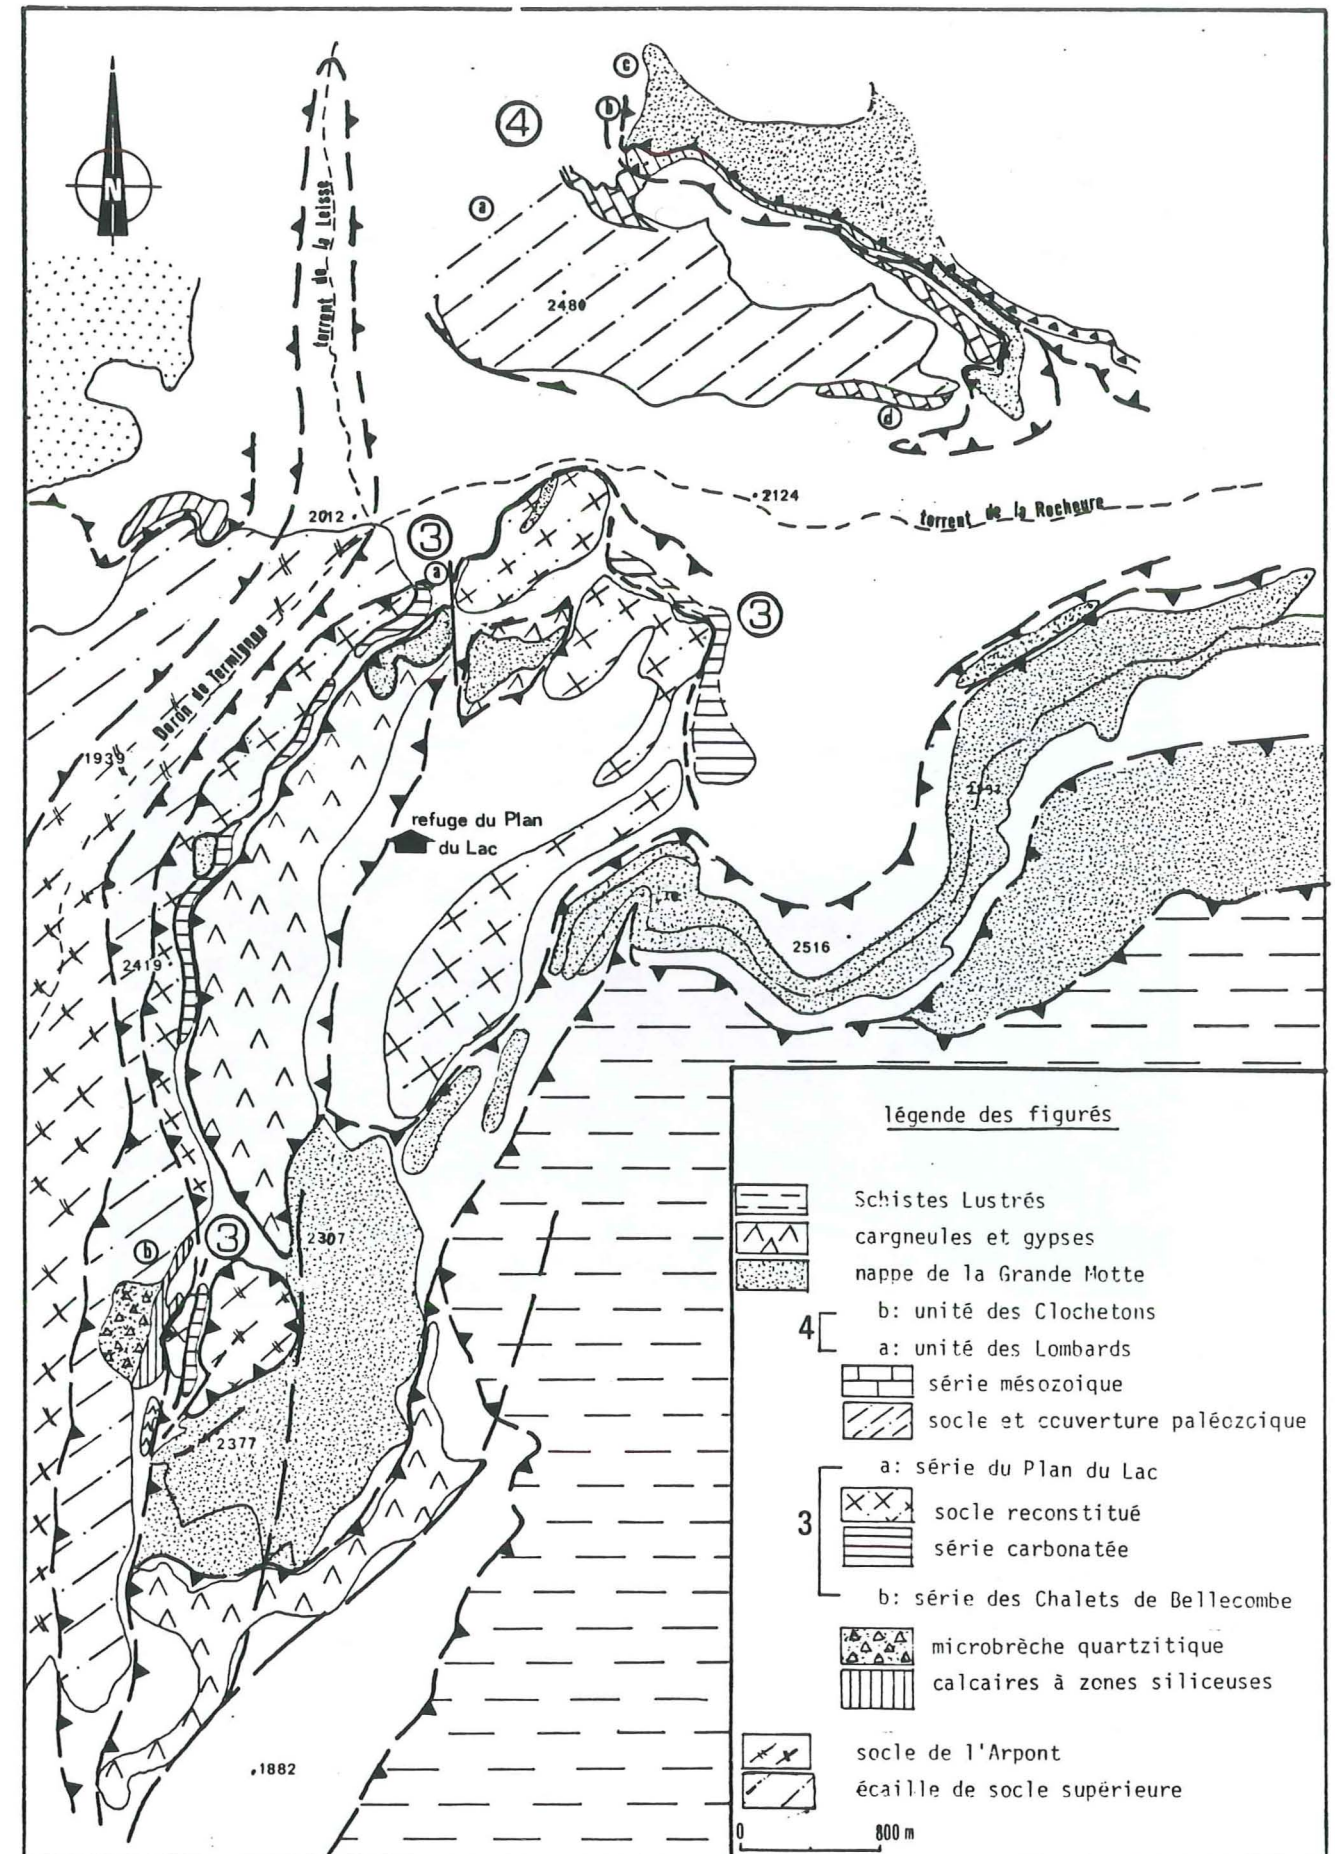 c
b
4
N
a
torrent de la Leisse
2480
d
2124
torrent de la Rocheure
2012
3
a
3
Doron de Termignon
1939
refuge du Plan
du Lac
2516
2419
légende des figurés
Schistes Lustrés
cargneules et gypses
nappe de la Grande Motte
b: unité des Clochetons
4
a: unité des Lombards
série mésozoique
socle et couverture paléozoique
a: série du Plan du Lac
socle reconstitué
3
série carbonatée
b: série des Chalets de Bellecombe
microbrèche quartzitique
calcaires à zones siliceuses
socle de l'Arpont
écaille de socle supérieure
0 800 m
b
3
2307
2377
1882